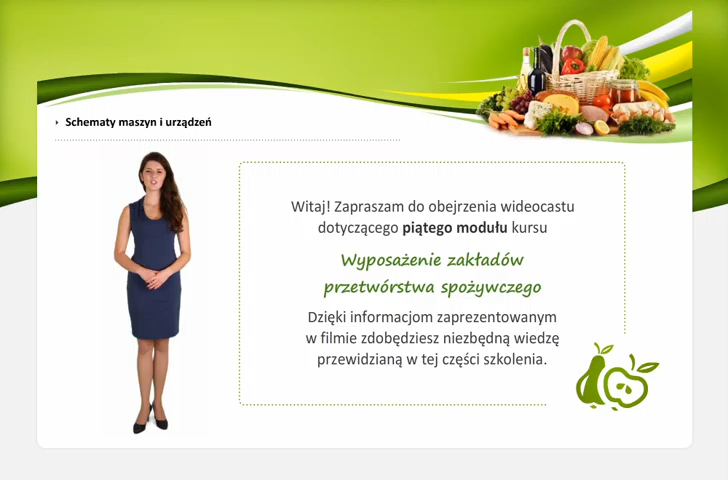 Schematy maszyn i urządzeń
Witaj! Zapraszam do obejrzenia wideocastu
dotyczącego piątego modułu kursu
Wyposażenie zakładów
przetwórstwa spożywczego
Dzięki informacjom zaprezentowanym
w filmie zdobędziesz niezbędną wiedzę
przewidzianą w tej części szkolenia.